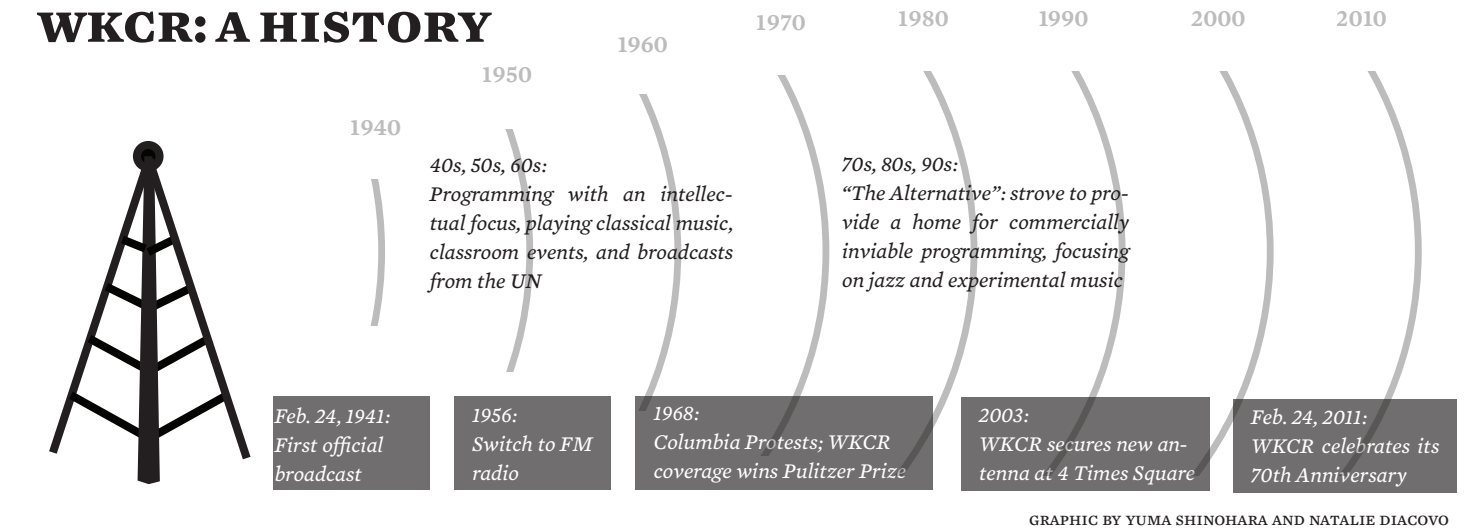 WKCR: A HISTORY
1940
1950
1960
1970
1980
1990
2000
2010
40s, 50s, 60s:
Programming with an intellec-
tual focus, playing classical music,
classroom events, and broadcasts
from the UN
70s, 80s, 90s:
“The Alternative”: strove to pro-
vide a home for commercially
inviable programming, focusing
on jazz and experimental music
Feb. 24, 1941:
First official
broadcast
1956:
Switch to FM
radio
1968:
Columbia Protests; WKCR
coverage wins Pulitzer Prize
2003:
WKCR secures new an-
tenna at 4 Times Square
Feb. 24, 2011:
WKCR celebrates its
70th Anniversary
GRAPHIC BY YUMA SHINOHARA AND NATALIE DIACOVO